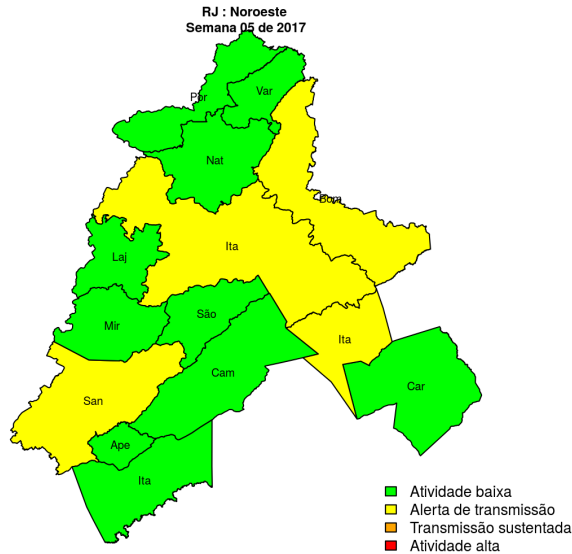 RJ : Noroeste
Semana 05 de 2017
Por
Var
Nat
Bom
Ita
Laj
São
Mir
Ita
Cam
Car
San
Ape
Ita
Atividade baixa
Alerta de transmissão
Transmissão sustentada
Atividade alta